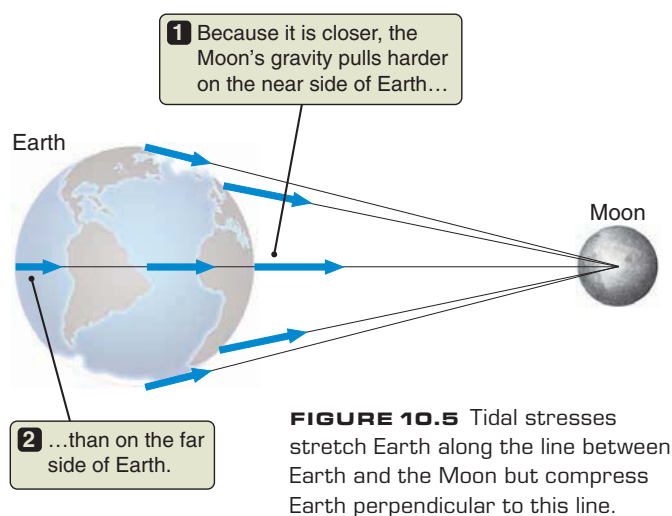 1 Because it is closer, the
Moon's gravity pulls harder
on the near side of Earth…
Earth
Moon
2 …than on the far
side of Earth.
FIGURE 10.5 Tidal stresses
stretch Earth along the line between
Earth and the Moon but compress
Earth perpendicular to this line.